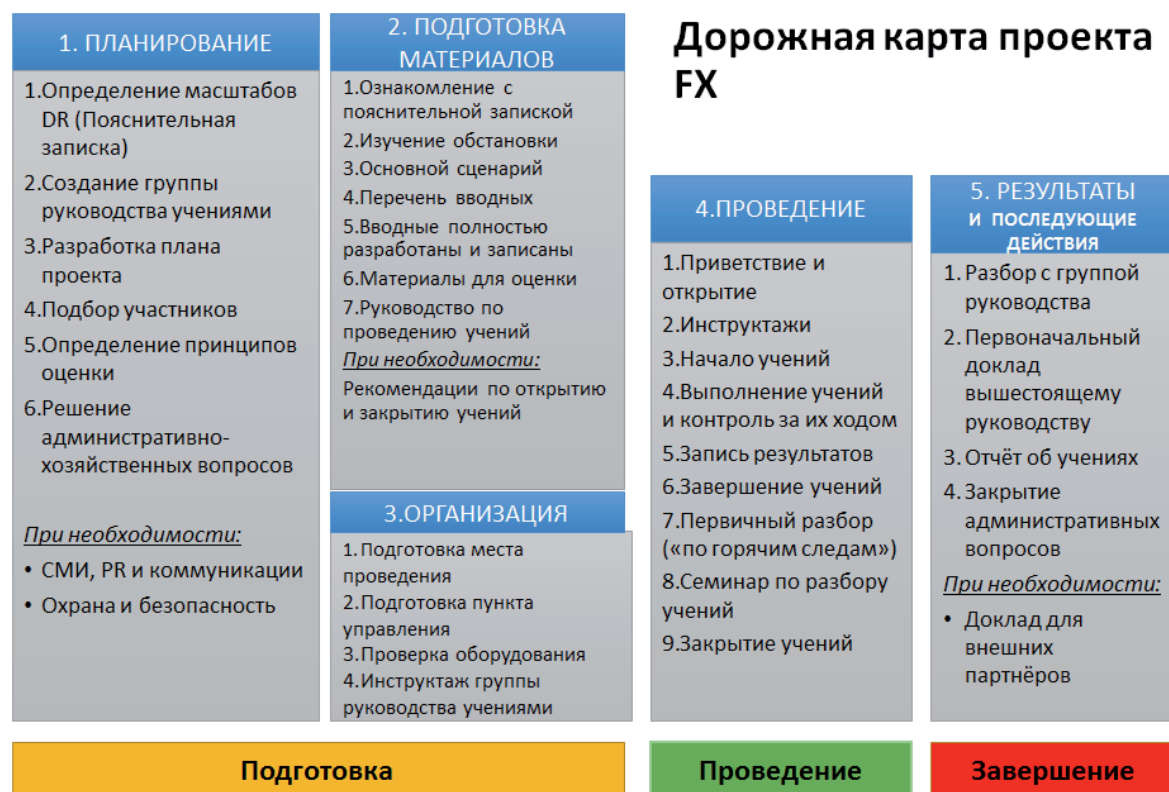 Дорожная карта проекта
FX
1. ПЛАНИРОВАНИЕ
1.Определение масштабов
DR (Пояснительная
записка)
2.Создание группы
руководства учениями
3.Разработка плана
проекта
4.Подбор участников
5.Определение принципов
оценки
6.Решение
административно-
хозяйственных вопросов
При необходимости:
• СМИ, PR и коммуникации
• Охрана и безопасность
2. ПОДГОТОВКА
МАТЕРИАЛОВ
1.Ознакомление с
пояснительной запиской
2.Изучение обстановки
3.Основной сценарий
4.Перечень вводных
5.Вводные полностью
разработаны и записаны
6.Материалы для оценки
7.Руководство по
проведению учений
При необходимости:
Рекомендации по открытию
и закрытию учений
3.ОРГАНИЗАЦИЯ
1. Подготовка места
проведения
2.Подготовка пункта
управления
3.Проверка оборудования
4.Инструктаж группы
руководства учениями
4.ПРОВЕДЕНИЕ
1.Приветствие и
открытие
2.Инструктажи
3.Начало учений
4.Выполнение учений
и контроль за их ходом
5.Запись результатов
6.Завершение учений
7.Первичный разбор
(«по горячим следам»)
8.Семинар по разбору
учений
9.Закрытие учений
5. РЕЗУЛЬТАТЫ
И ПОСЛЕДУЮЩИЕ
ДЕЙСТВИЯ
1. Разбор с группой
руководства
2. Первоначальный
доклад
вышестоящему
руководству
3. Отчёт об учениях
4. Закрытие
административных
вопросов
При необходимости:
• Доклад для
внешних
партнёров
Подготовка
Проведение
Завершение